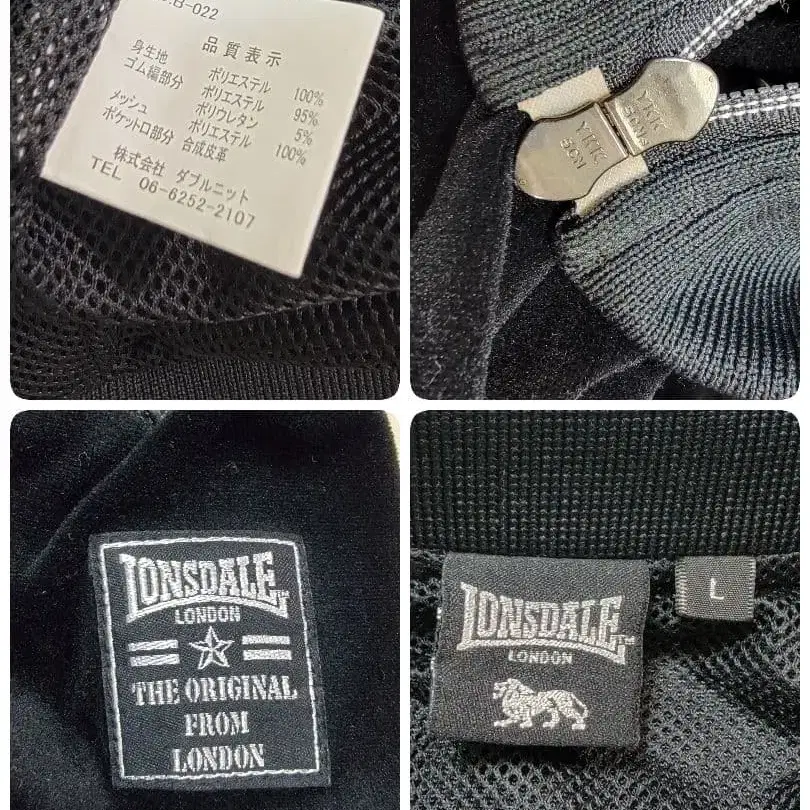 B-022
品質表示
身生地 ポリエステル 100%
ゴム編部分 ポリエステル 95%
ポリウレタン 5%
メッシュ ポリエステル 100%
ポケット口部分 合成皮革
株式会社 ダブルニット
TEL 06-6252-2107
YKK
YKK
LONSDALE
LONDON
THE ORIGINAL
FROM
LONDON
LONSDALE
LONDON
L